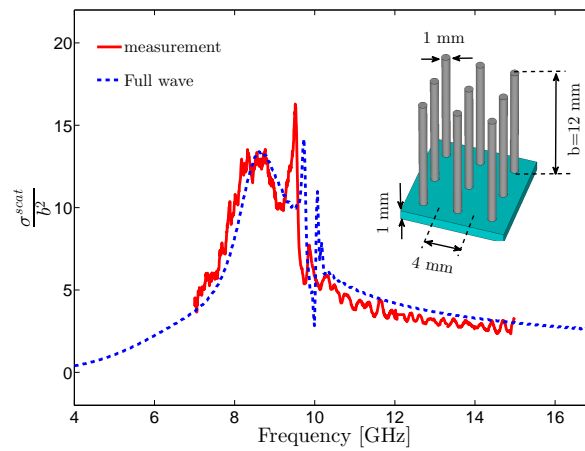 20
15
10
5
0
4
6
8
10
12
14
16
Frequency [GHz]
σ^scat / b^2
measurement
Full wave
1 mm
b=12 mm
1 mm
4 mm